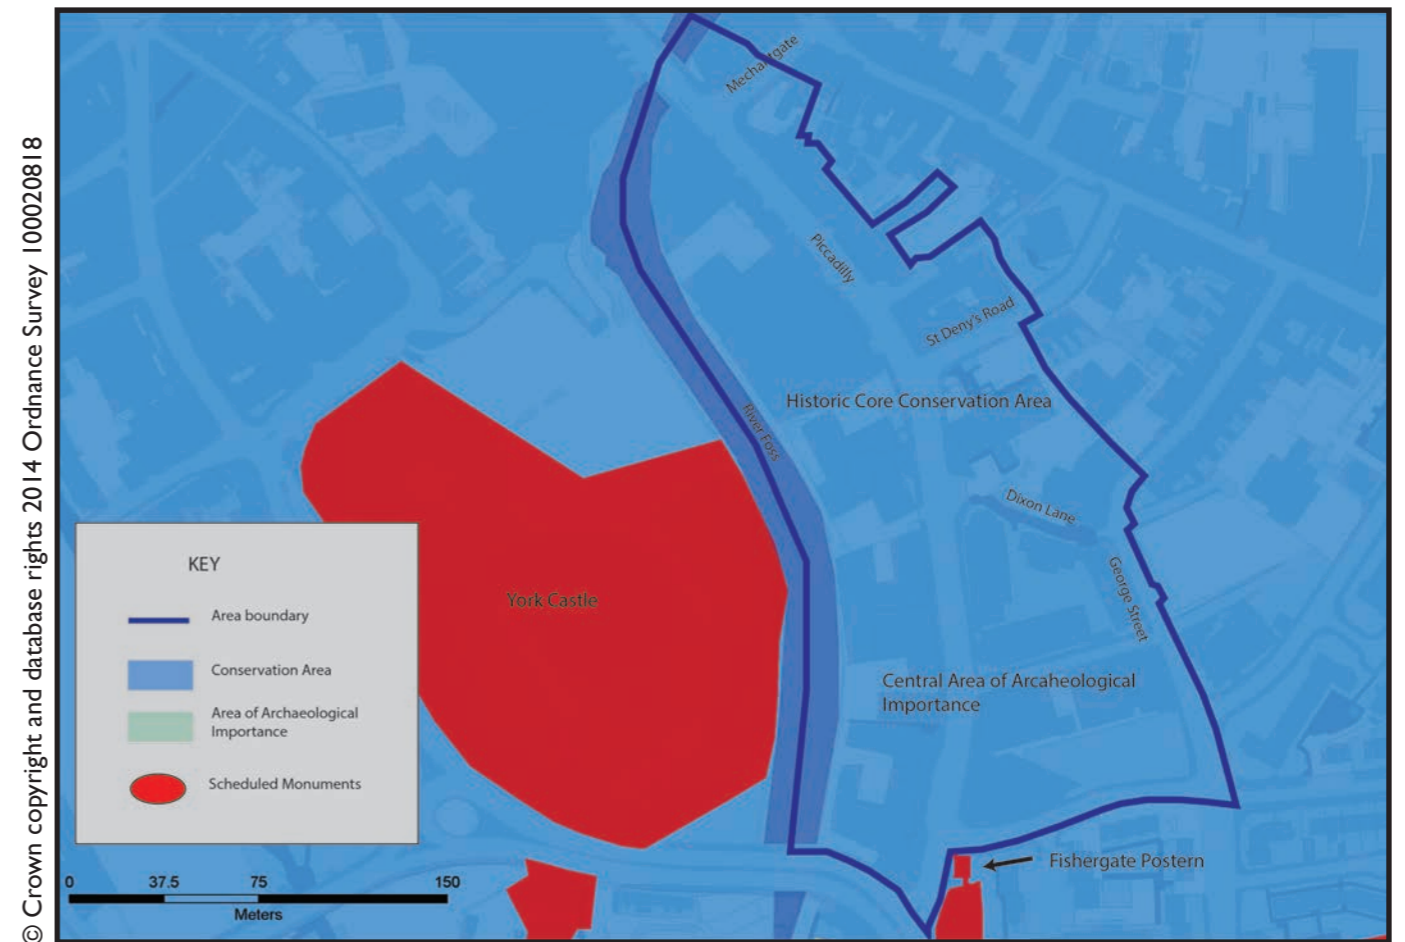 © Crown copyright and database rights 2014 Ordnance Survey 100020818
Mechantgate
Piccadilly
St Deny's Road
Historic Core Conservation Area
River Foss
Dixon Lane
George Street
York Castle
Central Area of Arcaheological
Importance
Fishergate Postern
KEY
Area boundary
Conservation Area
Area of Archaeological
Importance
Scheduled Monuments
0 37.5 75 150
Meters